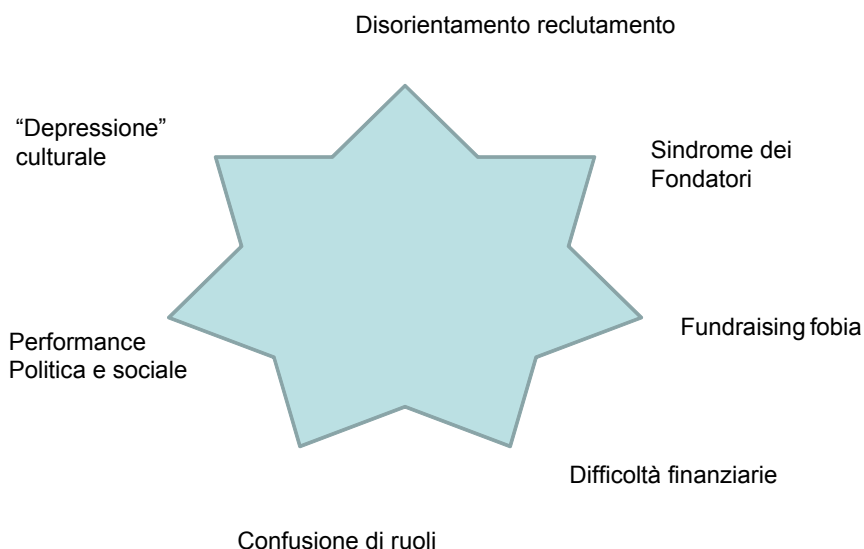 Disorientamento reclutamento
“Depressione”
culturale
Sindrome dei
Fondatori
Fundraising fobia
Performance
Politica e sociale
Difficoltà finanziarie
Confusione di ruoli